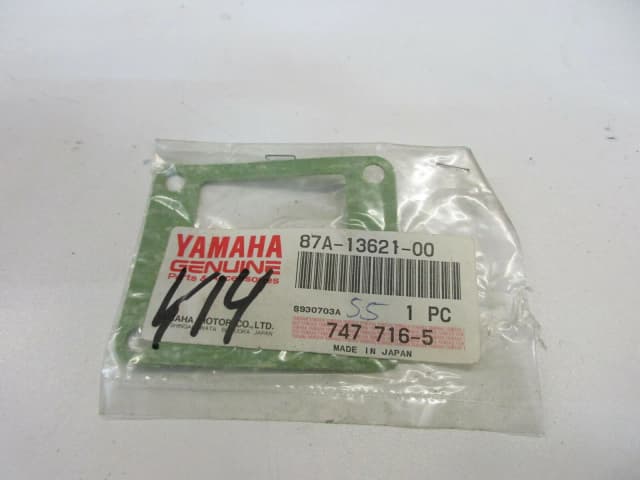 YAMAHA
GENUINE
Parts & Accessories
474
YAMAHA MOTOR CO., LTD.
87A-13621-00
S930703A 55 1 PC
747 716-5
MADE IN JAPAN